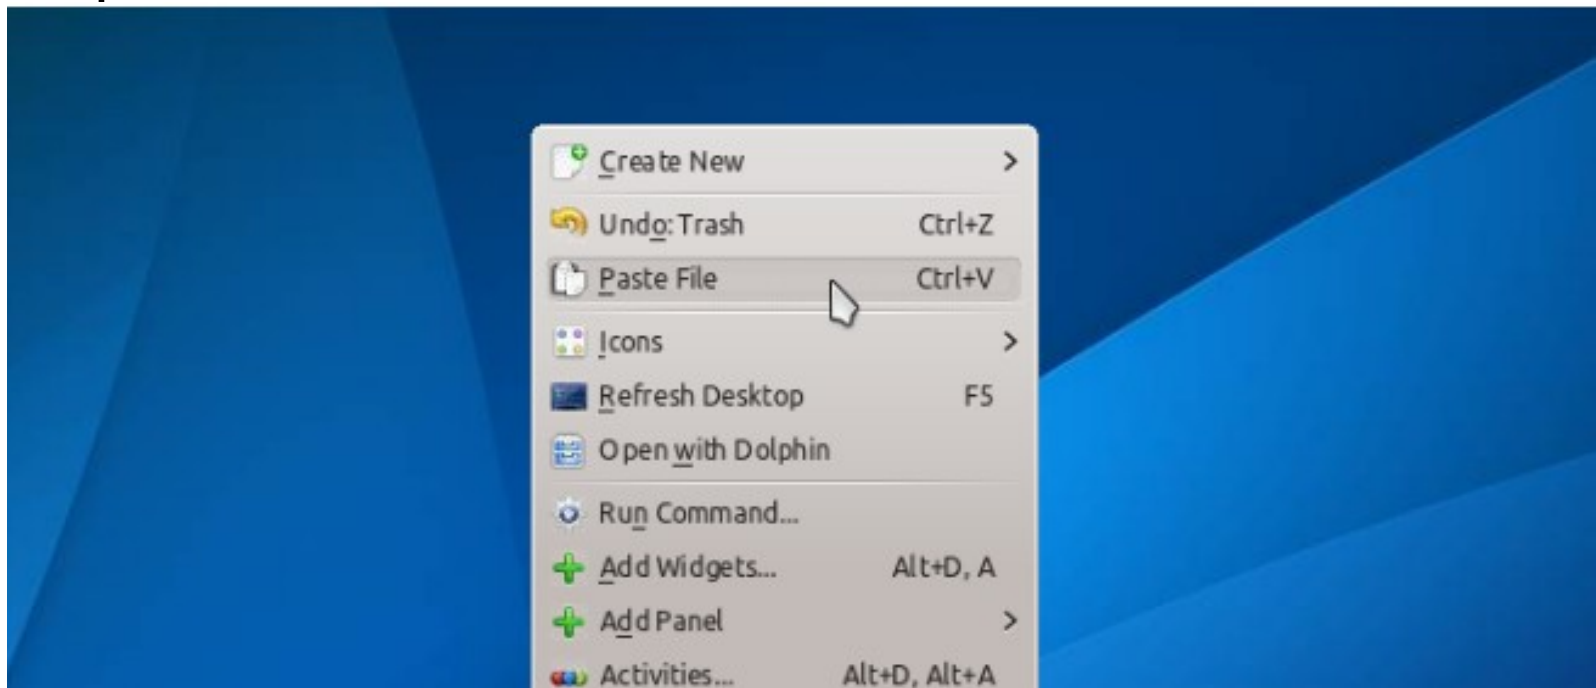 Create New
Undo: Trash Ctrl+Z
Paste File Ctrl+V
Icons
Refresh Desktop F5
Open with Dolphin
Run Command...
Add Widgets... Alt+D, A
Add Panel
Activities... Alt+D, Alt+A